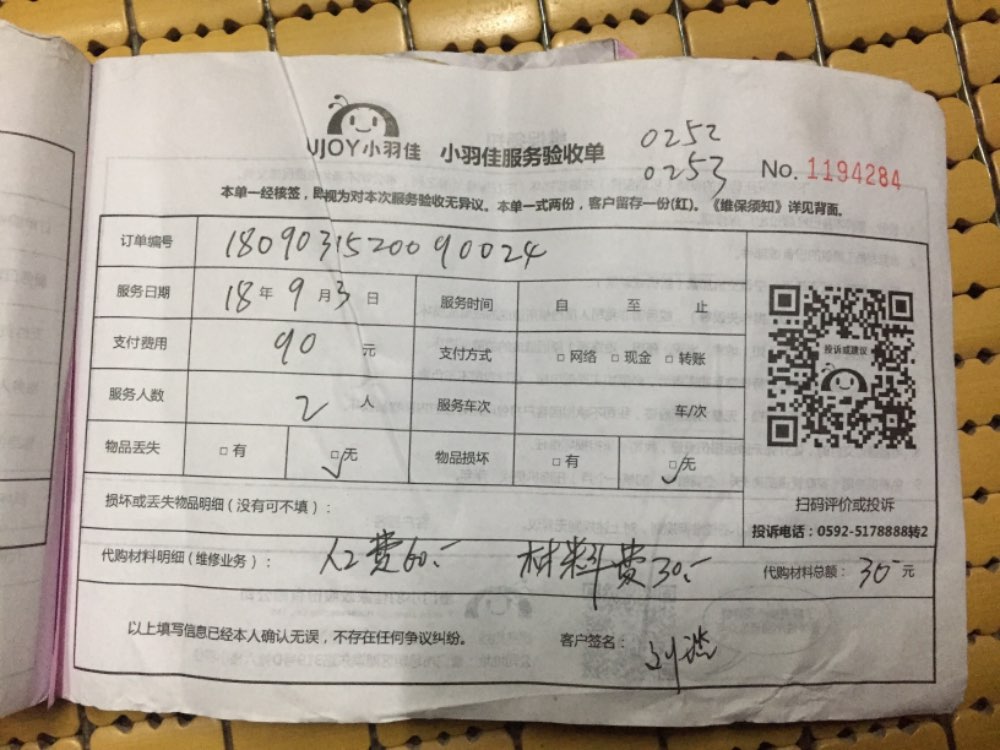 VJOY小羽佳 小羽佳服务验收单 0252
0253
No. 1194284
本单一经核签，即视为对本次服务验收无异议。本单一式两份，客户留存一份(红)。《维保须知》详见背面。
订单编号 180903152009 0024
服务日期 18 年 9 月 3 日 服务时间 自 至 止
支付费用 90 元 支付方式 □网络 □现金 □转账
服务人数 2 人 服务车次 车/次
物品丢失 □有 □无 物品损坏 □有 □无
投诉或建议
扫码评价或投诉
投诉电话：0592-5178888转2
损坏或丢失物品明细（没有可不填）：
代购材料明细（维修业务）： 人工费60.- 材料费30.- 代购材料总额： 30- 元
以上填写信息已经本人确认无误，不存在任何争议纠纷。 客户签名：